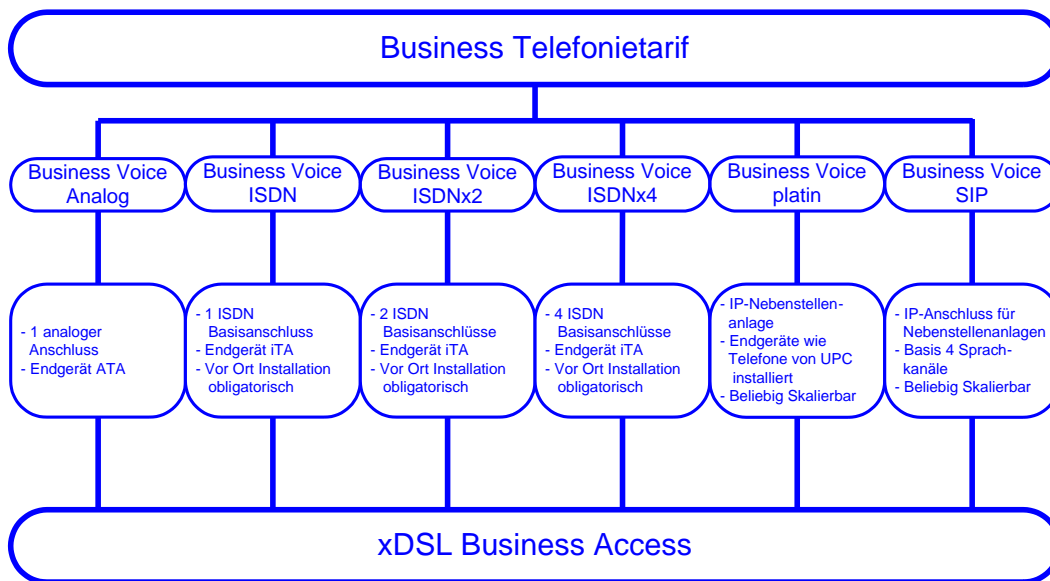 Business Telefonietarif
Business Voice
Analog
Business Voice
ISDN
Business Voice
ISDNx2
Business Voice
ISDNx4
Business Voice
platin
Business Voice
SIP
- 1 analoger
Anschluss
- Endgerät ATA
- 1 ISDN
Basisanschluss
- Endgerät iTA
- Vor Ort Installation
obligatorisch
- 2 ISDN
Basisanschlüsse
- Endgerät iTA
- Vor Ort Installation
obligatorisch
- 4 ISDN
Basisanschlüsse
- Endgerät iTA
- Vor Ort Installation
obligatorisch
- IP-Nebenstellen-
anlage
- Endgeräte wie
Telefone von UPC
installiert
- Beliebig Skalierbar
- IP-Anschluss für
Nebenstellenanlagen
- Basis 4 Sprach-
kanäle
- Beliebig Skalierbar
xDSL Business Access